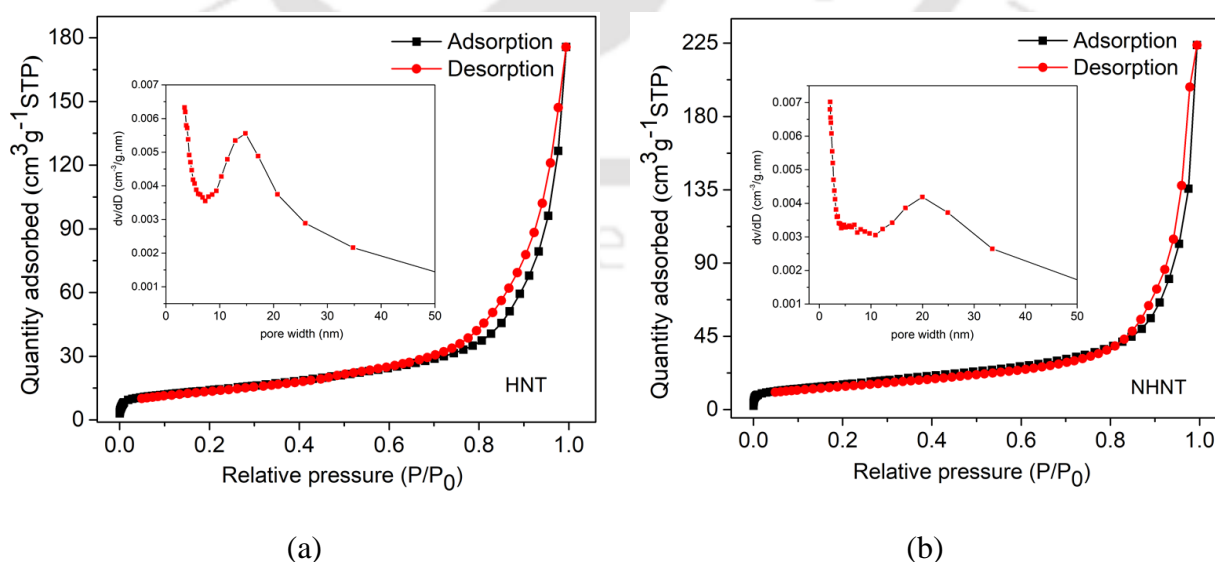 180
150
120
90
60
30
0
Quantity adsorbed (cm³g⁻¹STP)
Adsorption
Desorption
0.007
0.006
0.005
0.004
0.003
0.002
0.001
dv/dD (cm⁻³/g.nm)
0 10 20 30 40 50
pore width (nm)
HNT
0.0 0.2 0.4 0.6 0.8 1.0
Relative pressure (P/P₀)
(a)
225
180
135
90
45
0
Quantity adsorbed (cm³g⁻¹STP)
Adsorption
Desorption
0.007
0.006
0.005
0.004
0.003
0.002
0.001
dv/dD (cm⁻³/g.nm)
0 10 20 30 40 50
pore width (nm)
NHNT
0.0 0.2 0.4 0.6 0.8 1.0
Relative pressure (P/P₀)
(b)